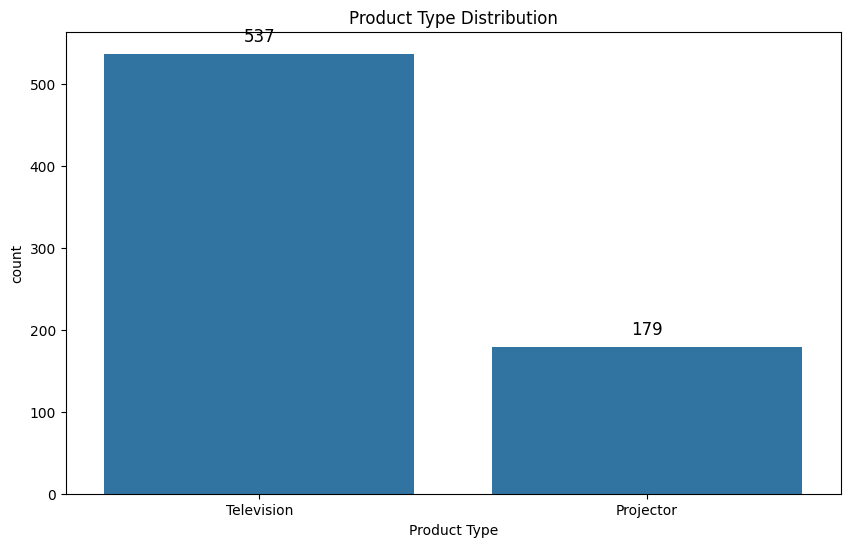 Product Type Distribution
537
500
400
300
200
100
0
179
count
Television
Projector
Product Type